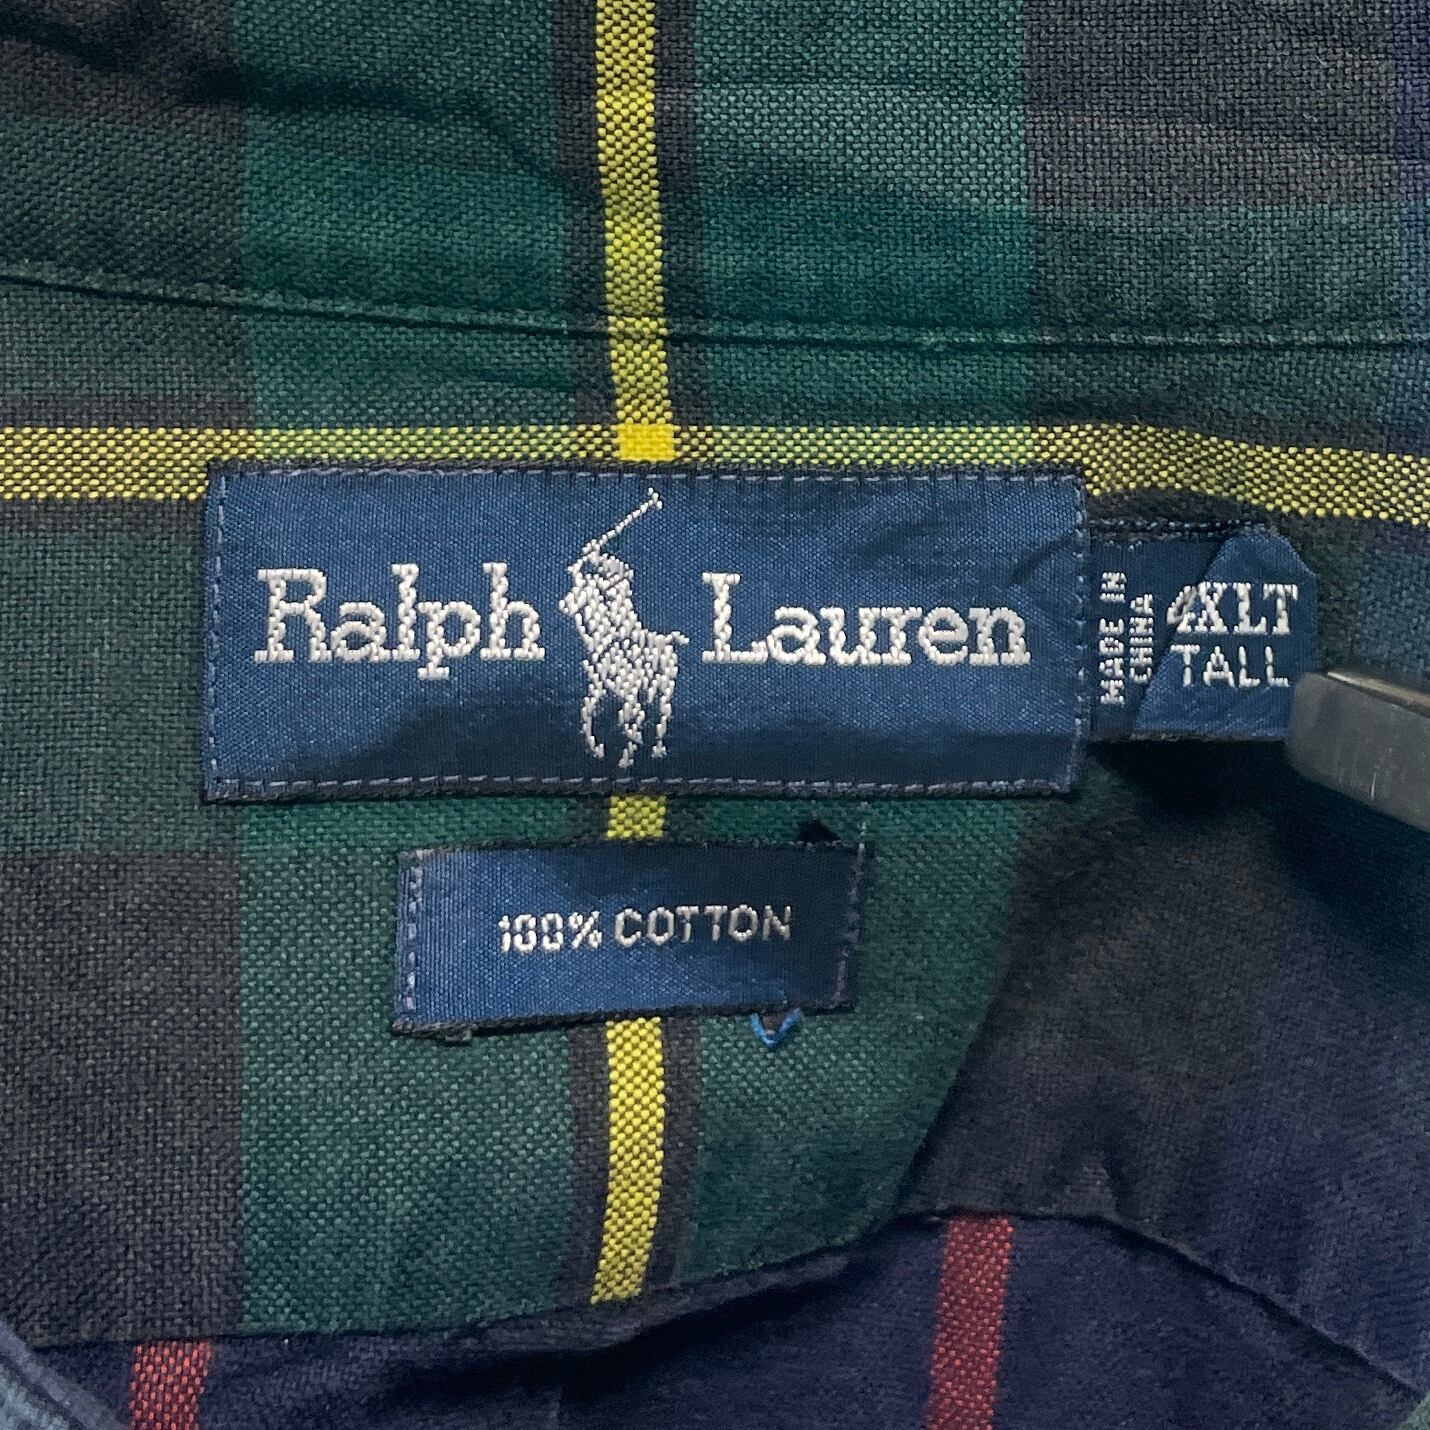 Ralph Lauren
MADE IN
CHINA
4XLT
TALL
100% COTTON